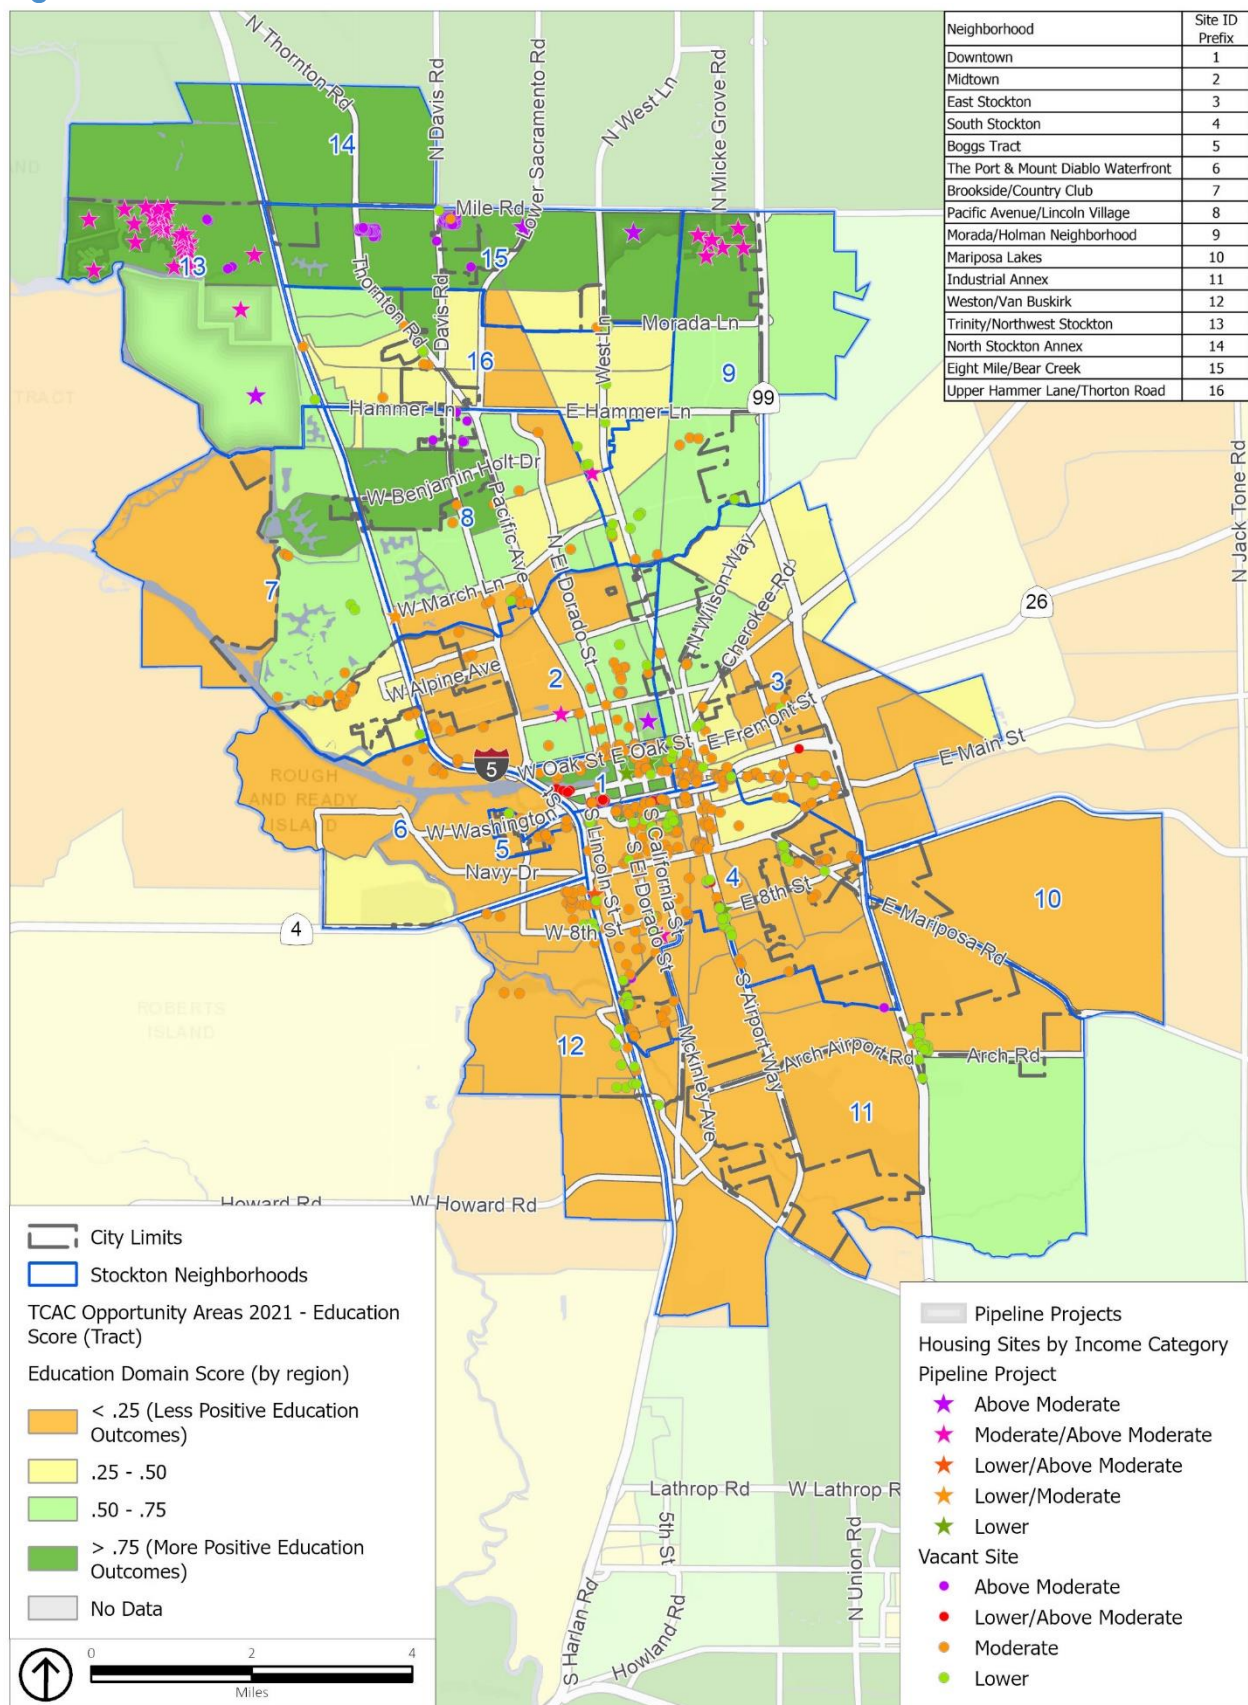 Neighborhood Site ID Prefix
Downtown 1
Midtown 2
East Stockton 3
South Stockton 4
Boggs Tract 5
The Port & Mount Diablo Waterfront 6
Brookside/Country Club 7
Pacific Avenue/Lincoln Village 8
Morada/Holman Neighborhood 9
Mariposa Lakes 10
Industrial Annex 11
Weston/Van Buskirk 12
Trinity/Northwest Stockton 13
North Stockton Annex 14
Eight Mile/Bear Creek 15
Upper Hammer Lane/Thorton Road 16
N Thornton Rd
N Davis Rd
Lower Sacramento Rd
N West Ln
N Micke Grove Rd
14
Mile Rd
13
15
Thornton Rd
Davis Rd
West Ln
Morada Ln
16
9
99
TRACT
Hammer Ln
E Hammer Ln
W Benjamin Holt Dr
8
Pacific Ave
N El Dorado St
N Jack Tone Rd
7
W March Ln
N Wilson Way
Cherokee Rd
26
W Alpine Ave
2
3
E Fremont St
E Main St
W Oak St
E Oak St
5
ROUGH
AND READY
ISLAND
1
6
W Washington St
5
S Lincoln St
S California St
S El Dorado St
Navy Dr
4
E 8th St
10
E Mariposa Rd
4
W 8th St
ROBERTS
ISLAND
S Airport Way
12
Mckinley Ave
Arch Airport Rd
Arch Rd
11
Howard Rd
W Howard Rd
City Limits
Stockton Neighborhoods
TCAC Opportunity Areas 2021 - Education
Score (Tract)
Education Domain Score (by region)
< .25 (Less Positive Education
Outcomes)
.25 - .50
.50 - .75
> .75 (More Positive Education
Outcomes)
No Data
0 2 4
Miles
Lathrop Rd
W Lathrop R
5th St
N Union Rd
S Harlan Rd
Howland Rd
Pipeline Projects
Housing Sites by Income Category
Pipeline Project
Above Moderate
Moderate/Above Moderate
Lower/Above Moderate
Lower/Moderate
Lower
Vacant Site
Above Moderate
Lower/Above Moderate
Moderate
Lower